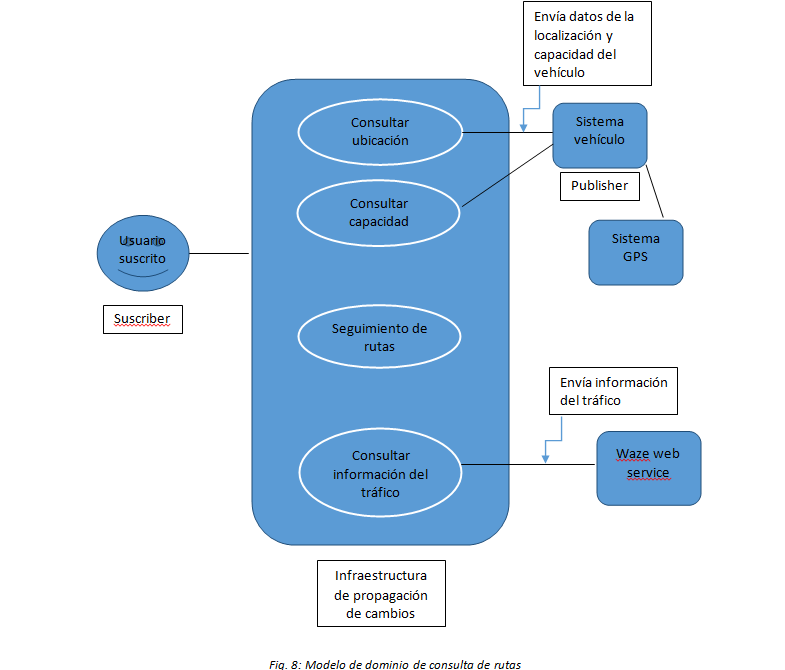 Envía datos de la
localización y
capacidad del
vehículo
Consultar
ubicación
Sistema
vehículo
Publisher
Consultar
capacidad
Usuario
suscrito
Suscriber
Sistema
GPS
Seguimiento de
rutas
Envía información
del tráfico
Consultar
información del
tráfico
Waze web
service
Infraestructura
de propagación
de cambios
Fig. 8: Modelo de dominio de consulta de rutas